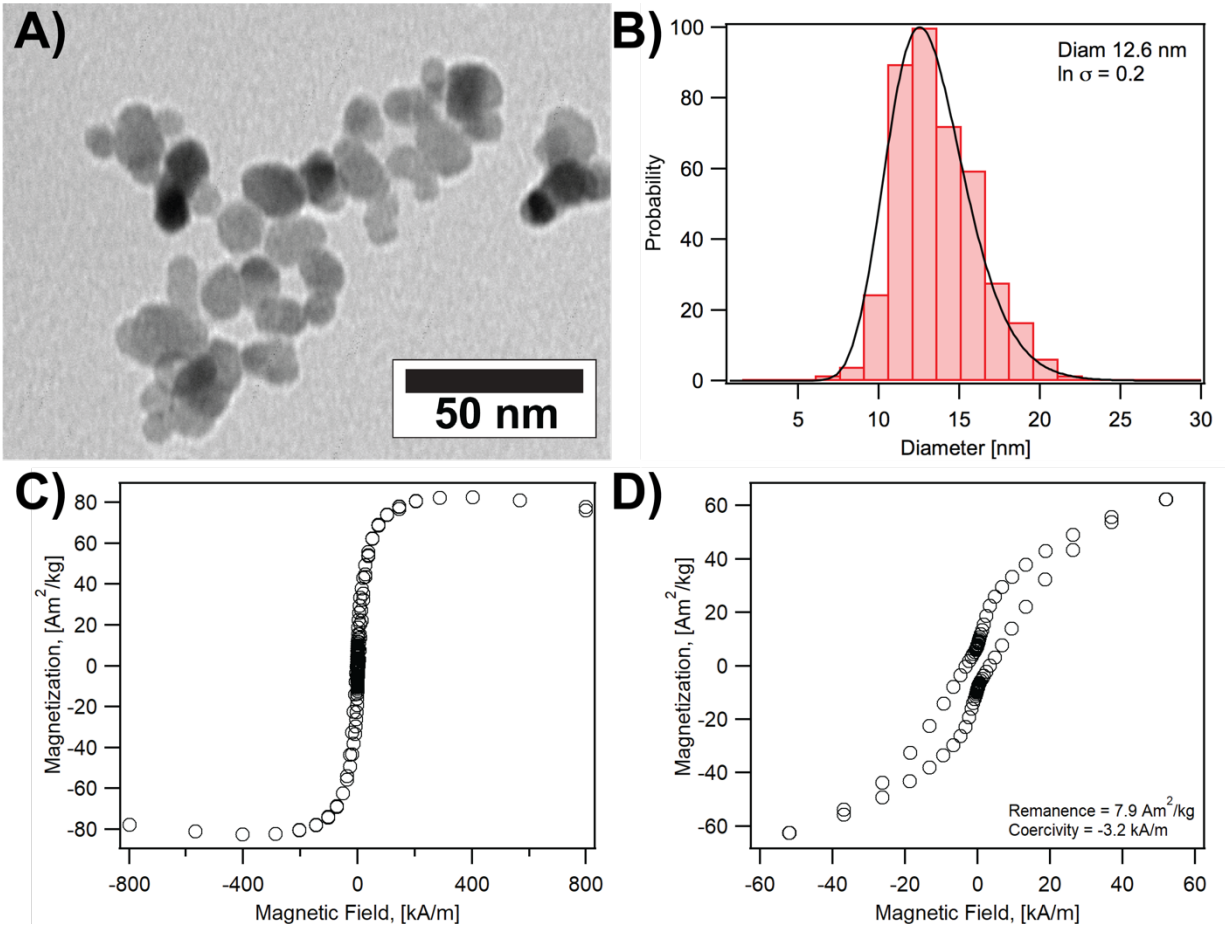 A)
50 nm
B)
Diam 12.6 nm
ln σ = 0.2
100
80
60
40
20
0
Probability
5 10 15 20 25 30
Diameter [nm]
C)
80
60
40
20
0
-20
-40
-60
-80
Magnetization, [Am²/kg]
-800 -400 0 400 800
Magnetic Field, [kA/m]
D)
60
40
20
0
-20
-40
-60
Magnetization, [Am²/kg]
Remanence = 7.9 Am²/kg
Coercivity = -3.2 kA/m
-60 -40 -20 0 20 40 60
Magnetic Field, [kA/m]